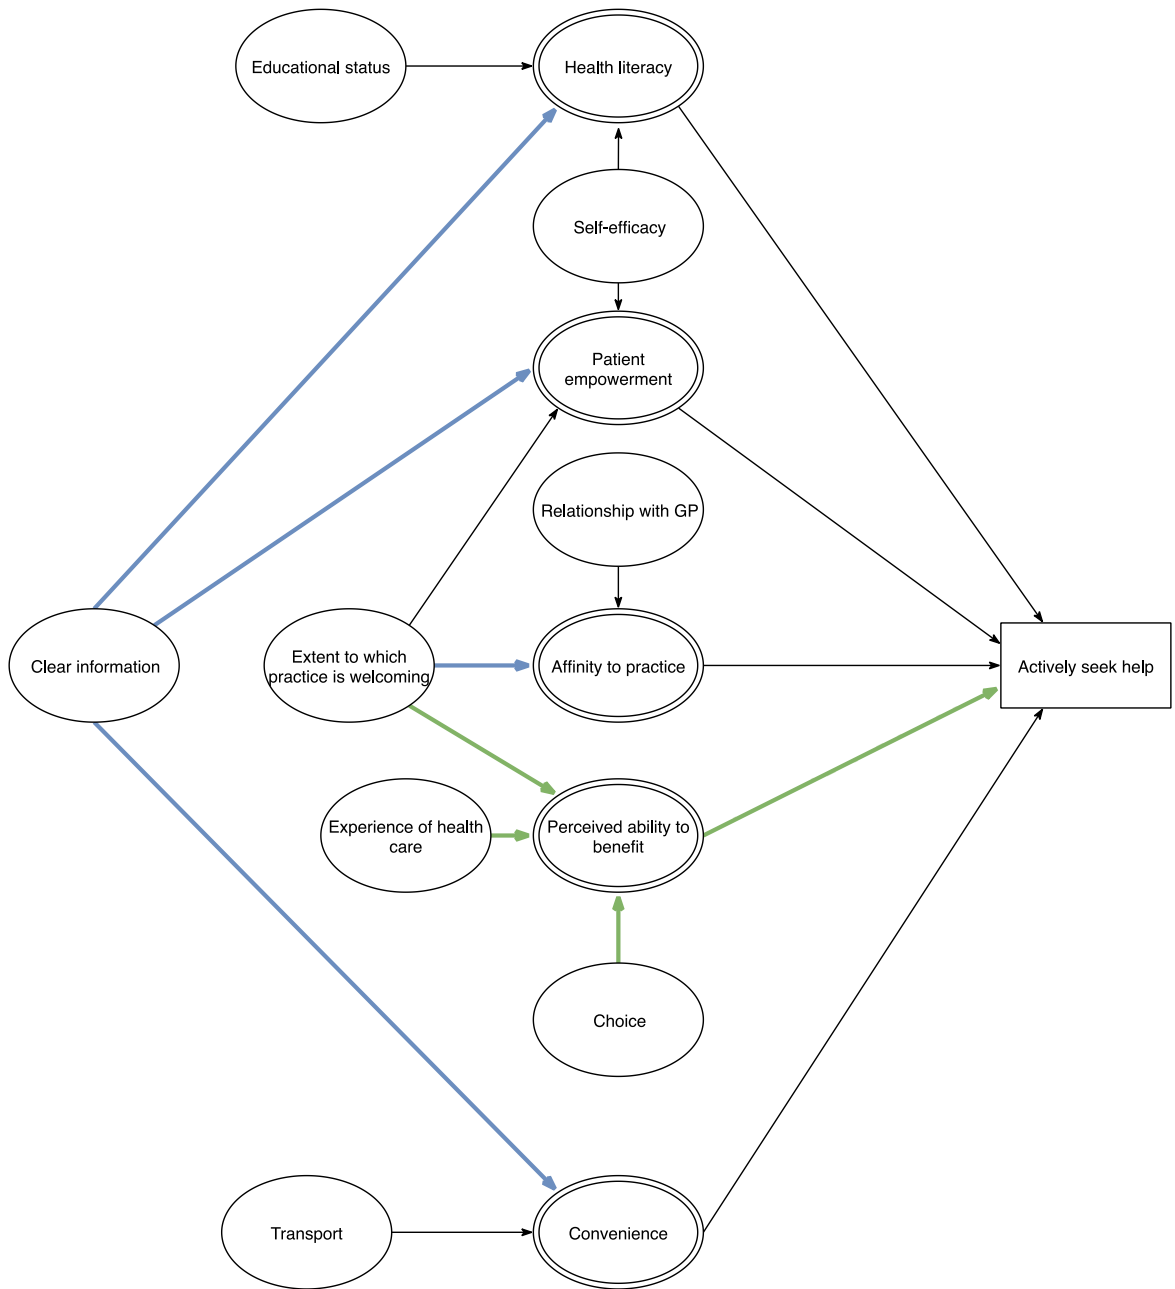 Educational status
Health literacy
Self-efficacy
Patient
empowerment
Relationship with GP
Clear information
Extent to which
practice is welcoming
Affinity to practice
Actively seek help
Experience of health
care
Perceived ability to
benefit
Choice
Transport
Convenience